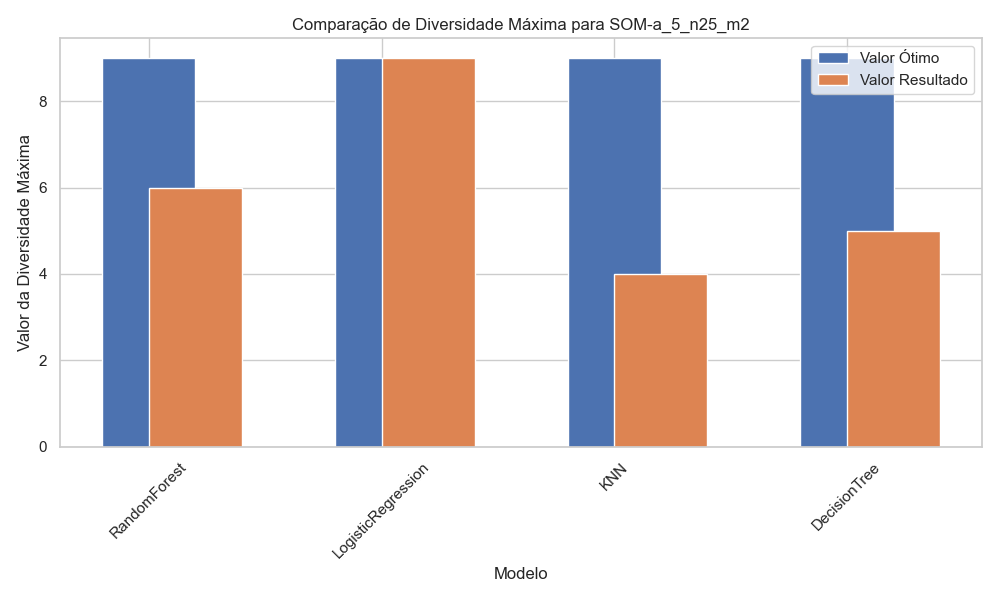 Comparação de Diversidade Máxima para SOM-a_5_n25_m2
Valor Ótimo
Valor Resultado
Valor da Diversidade Máxima
8
6
4
2
0
RandomForest
LogisticRegression
KNN
DecisionTree
Modelo